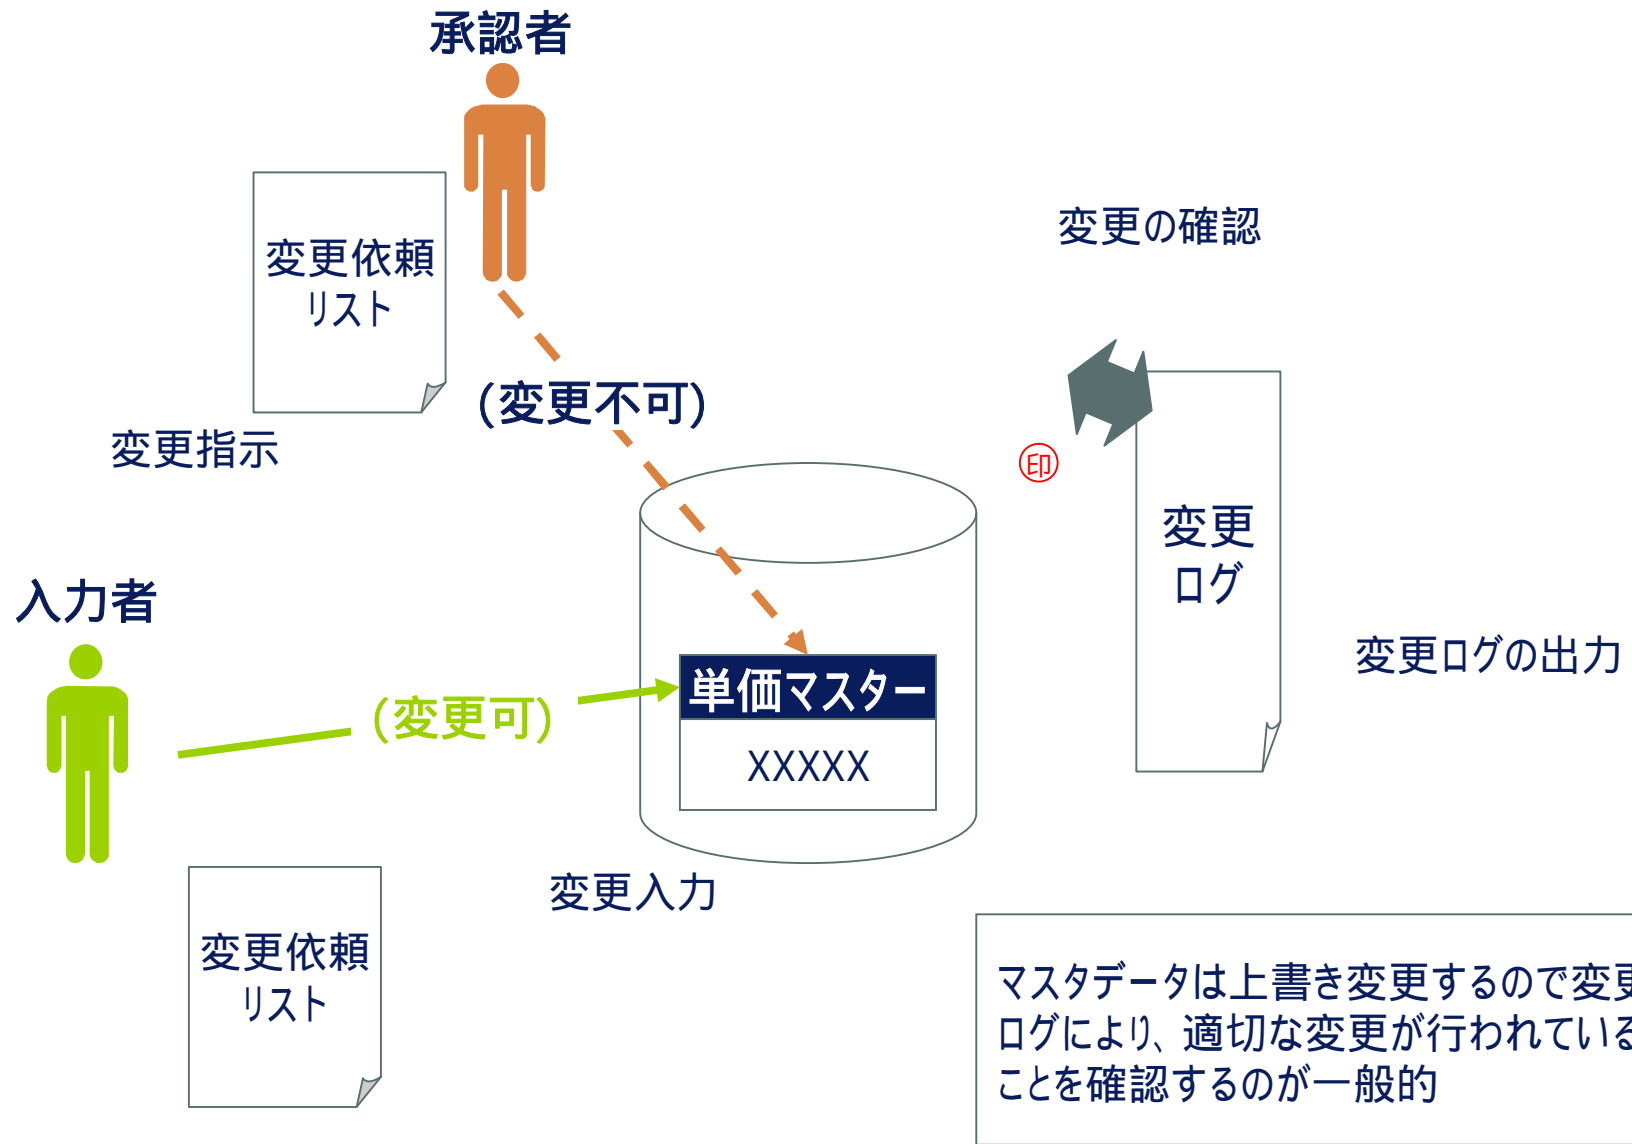 承認者
変更依頼
リスト
変更の確認
(変更不可)
変更指示
印
変更
ログ
入力者
変更ログの出力
(変更可)
単価マスター
XXXXX
変更入力
変更依頼
リスト
マスタデータは上書き変更するので変更
ログにより、適切な変更が行われている
ことを確認するのが一般的